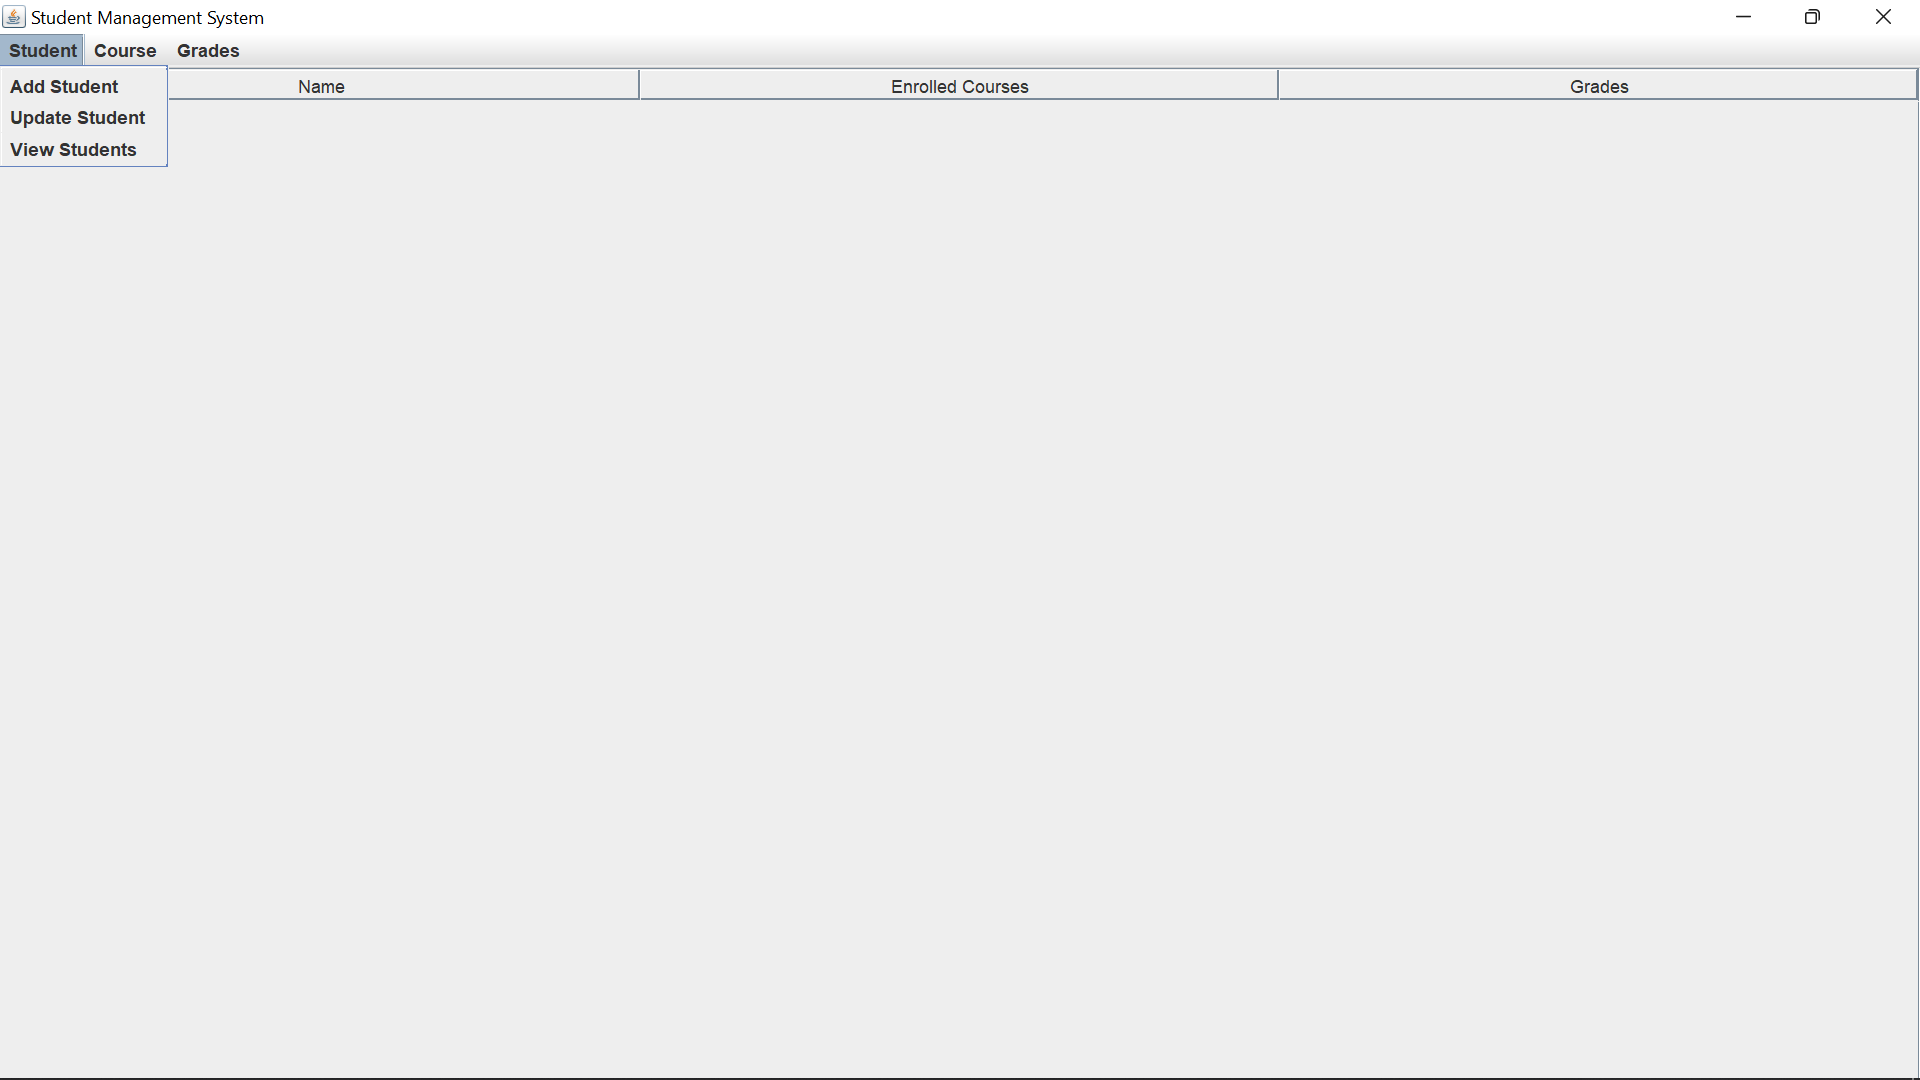 Student Management System
Student Course Grades
Add Student
Update Student
View Students
Name Enrolled Courses Grades